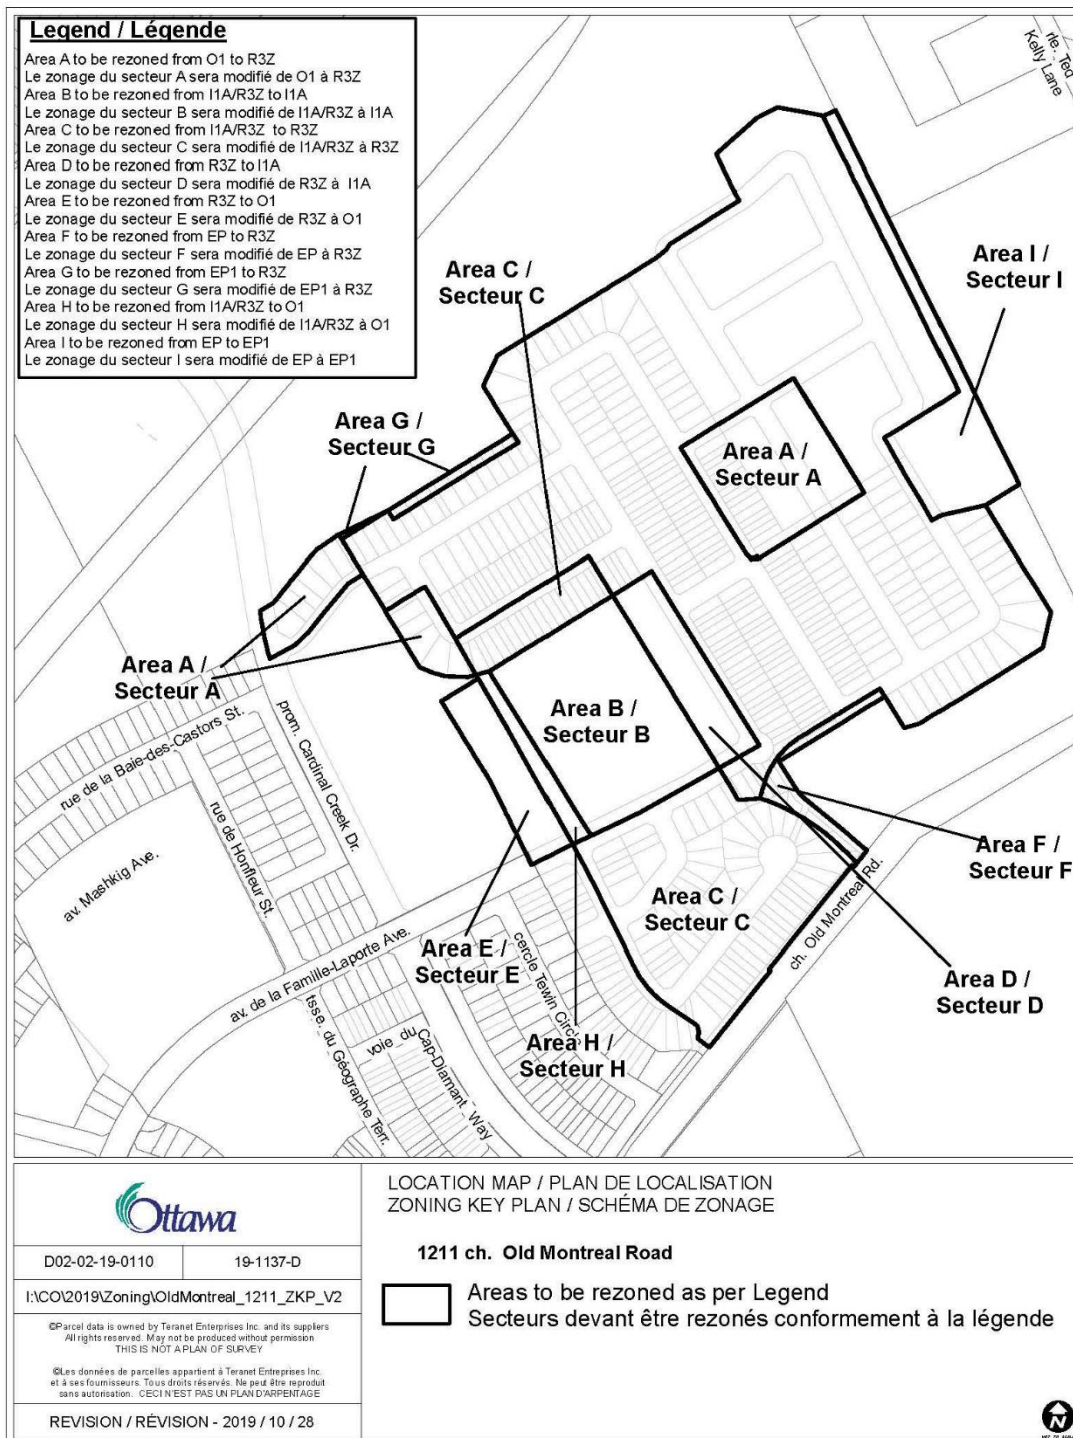 Legend / Légende
Area A to be rezoned from O1 to R3Z
Le zonage du secteur A sera modifié de O1 à R3Z
Area B to be rezoned from I1A/R3Z to I1A
Le zonage du secteur B sera modifié de I1A/R3Z à I1A
Area C to be rezoned from I1A/R3Z to R3Z
Le zonage du secteur C sera modifié de I1A/R3Z à R3Z
Area D to be rezoned from R3Z to I1A
Le zonage du secteur D sera modifié de R3Z à I1A
Area E to be rezoned from R3Z to O1
Le zonage du secteur E sera modifié de R3Z à O1
Area F to be rezoned from EP to R3Z
Le zonage du secteur F sera modifié de EP à R3Z
Area G to be rezoned from EP1 to R3Z
Le zonage du secteur G sera modifié de EP1 à R3Z
Area H to be rezoned from I1A/R3Z to O1
Le zonage du secteur H sera modifié de I1A/R3Z à O1
Area I to be rezoned from EP to EP1
Le zonage du secteur I sera modifié de EP à EP1
rle. Ted
Kelly Lane
Area I /
Secteur I
Area C /
Secteur C
Area G /
Secteur G
Area A /
Secteur A
Area A /
Secteur A
Area B /
Secteur B
prom. Cardinal Creek Dr.
rue de la Baie-des-Castors St.
rue de Honfleur St.
av. Mashkig Ave.
Area F /
Secteur F
Area C /
Secteur C
ch. Old Montreal Rd.
Area E /
Secteur E
av. de la Famille-Laporte Ave.
cercle Tewin Circle
Area D /
Secteur D
tsse. du Géographe Terr.
voie du Cap-Diamant Way
Area H /
Secteur H
Ottawa
D02-02-19-0110
19-1137-D
I:\CO\2019\Zoning\OldMontreal_1211_ZKP_V2
©Parcel data is owned by Teranet Enterprises Inc. and its suppliers
All rights reserved. May not be produced without permission
THIS IS NOT A PLAN OF SURVEY
©Les données de parcelles appartient à Teranet Entreprises Inc.
et à ses fournisseurs. Tous droits réservés. Ne peut être reproduit
sans autorisation. CECI N'EST PAS UN PLAN D'ARPENTAGE
REVISION / RÉVISION - 2019 / 10 / 28
LOCATION MAP / PLAN DE LOCALISATION
ZONING KEY PLAN / SCHÉMA DE ZONAGE
1211 ch. Old Montreal Road
Areas to be rezoned as per Legend
Secteurs devant être rezonés conformement à la légende
N